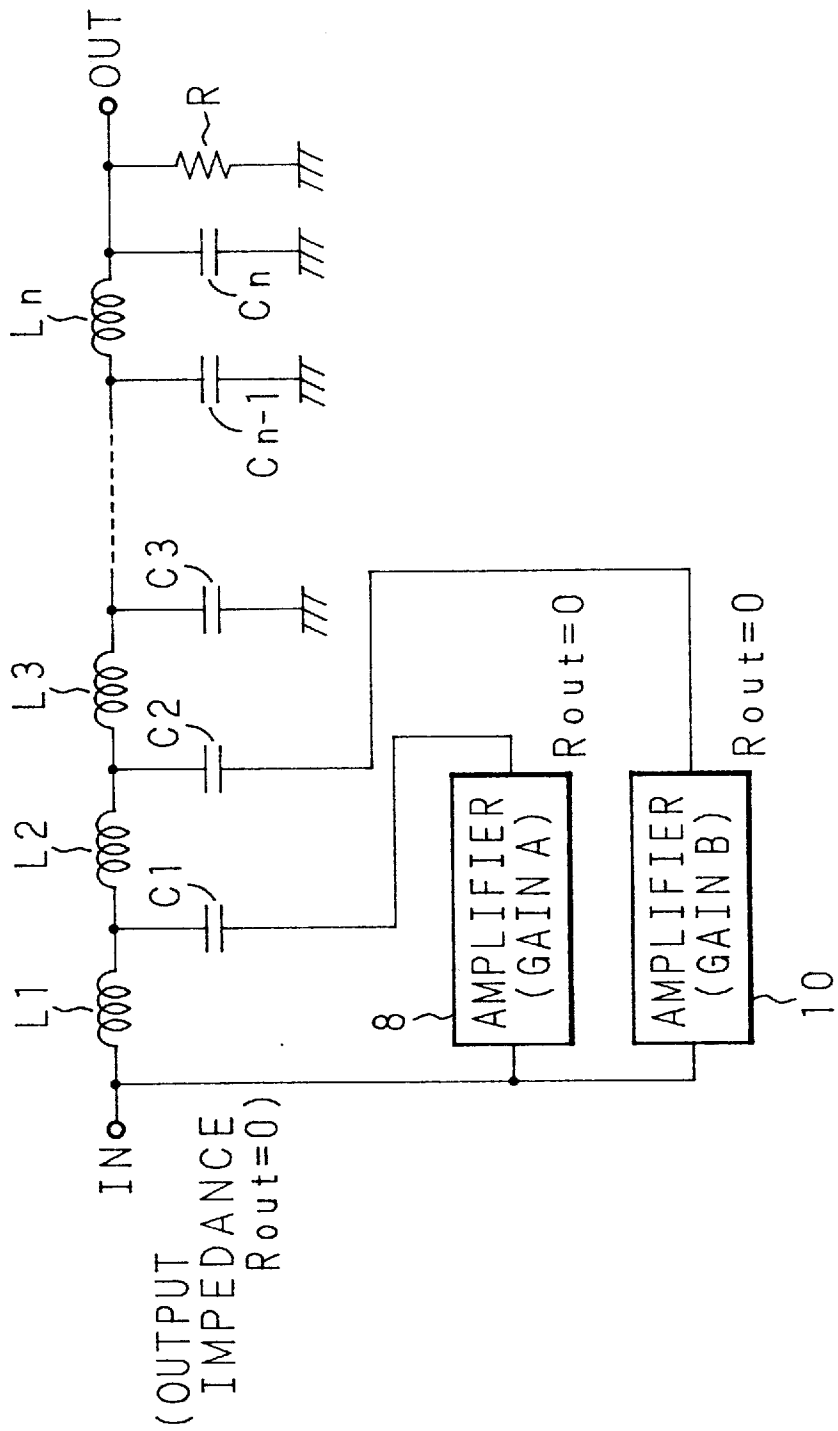 IN
(OUTPUT
IMPEDANCE
Rout=0)
L1
L2
L3
Ln
OUT
C1
C2
C3
Cn-1
Cn
R
8
AMPLIFIER
(GAIN A)
Rout=0
AMPLIFIER
(GAIN B)
Rout=0
10